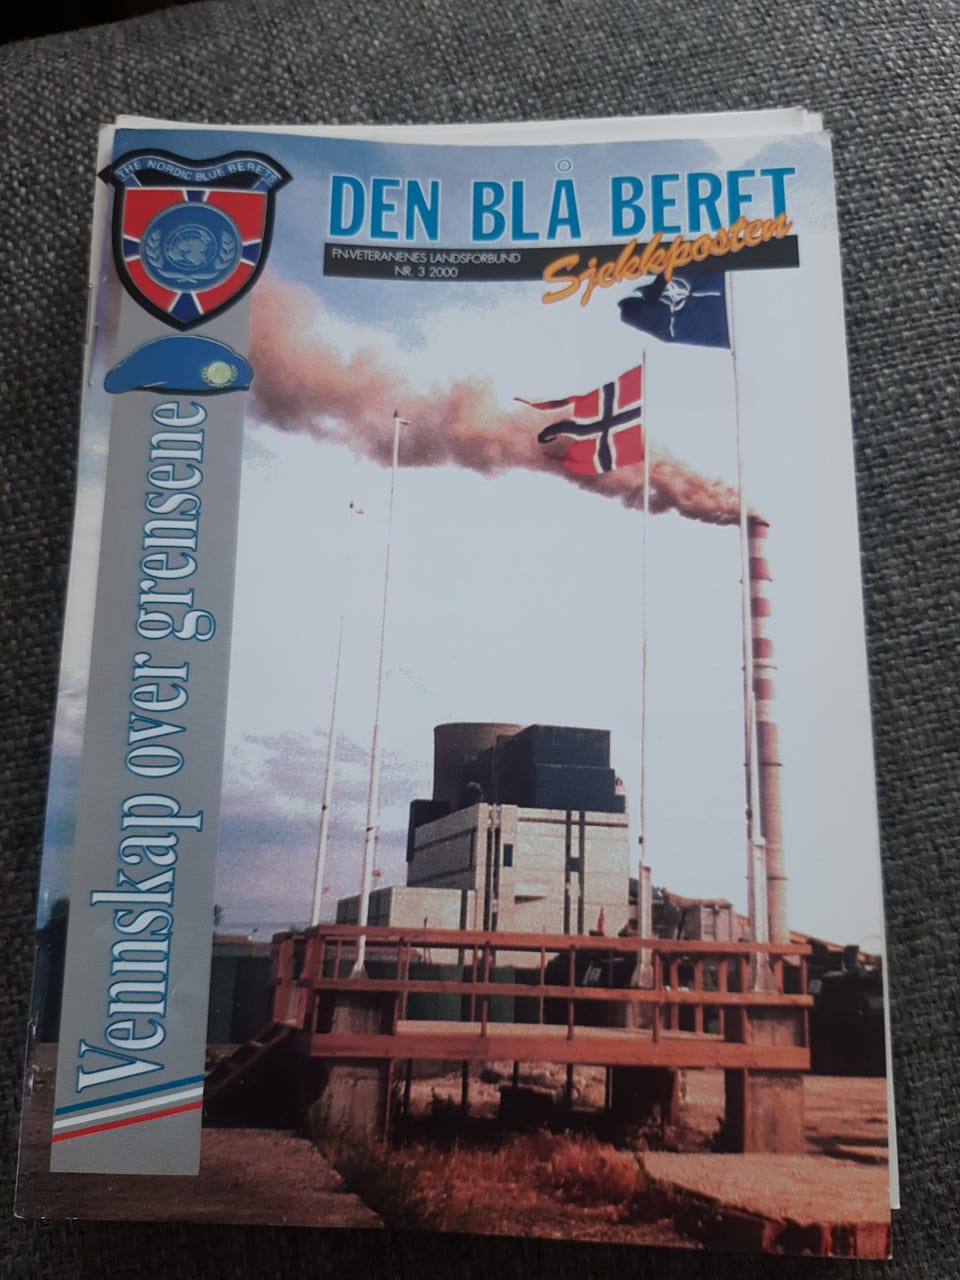 THE NORDIC BLUE BERETS
DEN BLÅ BERET
Sjekkposten
FN-VETERANENES LANDSFORBUND
NR. 3 2000
Vennskap over grensene